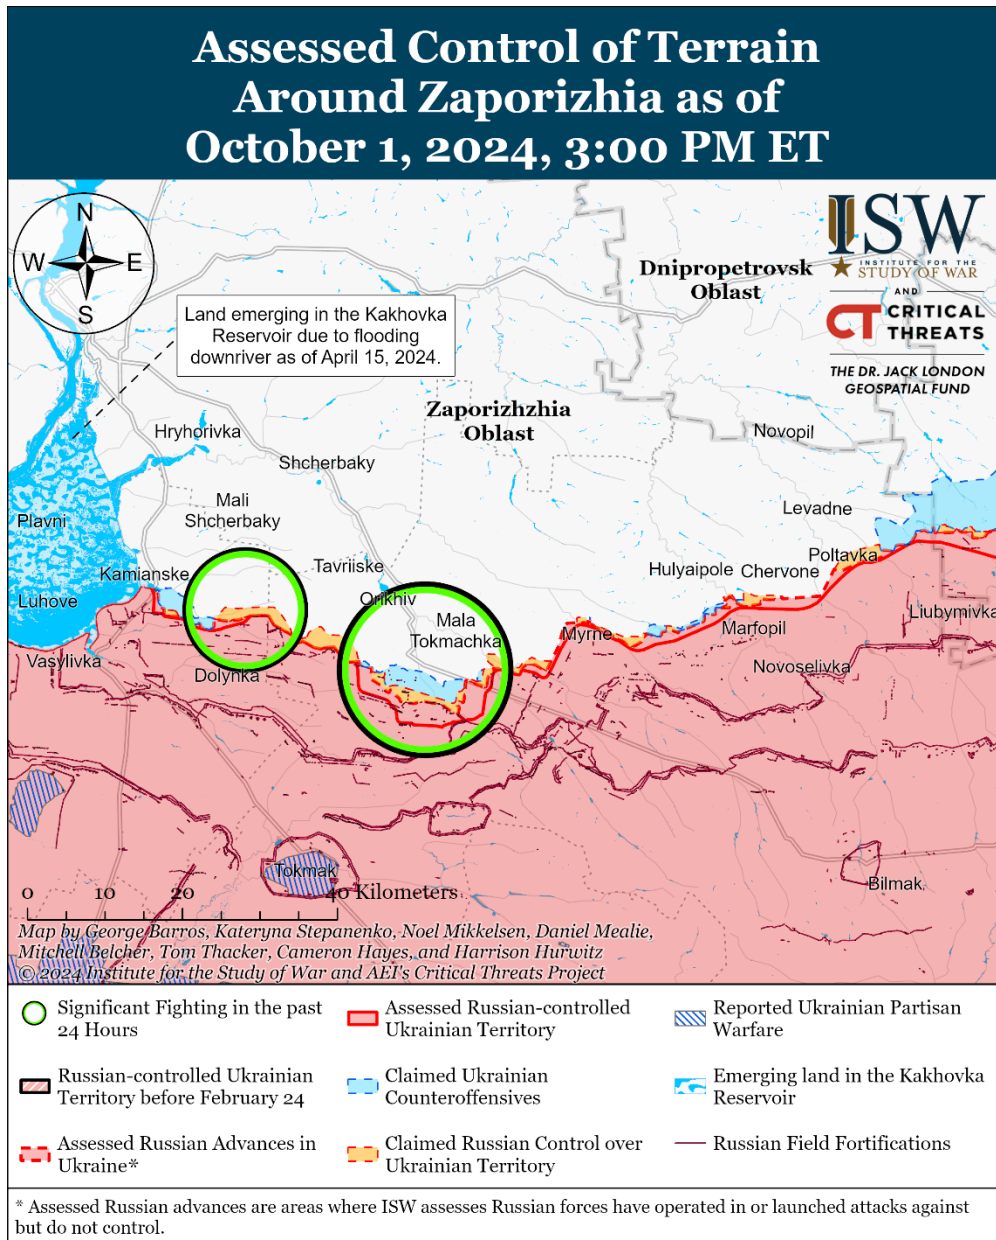 Assessed Control of Terrain
Around Zaporizhia as of
October 1, 2024, 3:00 PM ET
N
W
E
S
ISW
INSTITUTE FOR THE
STUDY OF WAR
AND
CT CRITICAL
THREATS
THE DR. JACK LONDON
GEOSPATIAL FUND
Dnipropetrovsk
Oblast
Land emerging in the Kakhovka
Reservoir due to flooding
downriver as of April 15, 2024.
Zaporizhzhia
Oblast
Hryhorivka
Novopil
Shcherbaky
Mali
Shcherbaky
Levadne
Plavni
Poltavka
Tavriiske
Hulyaipole
Chervone
Kamianske
Luhove
Orikhiv
Liubymivka
Mala
Tokmachka
Myrne
Marfopil
Vasylivka
Dolynka
Novoselivka
Tokmak
Bilmak
0
10
20
40 Kilometers
Map by George Barros, Kateryna Stepanenko, Noel Mikkelsen, Daniel Mealie,
Mitchell Belcher, Tom Thacker, Cameron Hayes, and Harrison Hurwitz
© 2024 Institute for the Study of War and AEI's Critical Threats Project
Significant Fighting in the past
24 Hours
Russian-controlled Ukrainian
Territory before February 24
Assessed Russian Advances in
Ukraine*
Assessed Russian-controlled
Ukrainian Territory
Claimed Ukrainian
Counteroffensives
Claimed Russian Control over
Ukrainian Territory
Reported Ukrainian Partisan
Warfare
Emerging land in the Kakhovka
Reservoir
Russian Field Fortifications
* Assessed Russian advances are areas where ISW assesses Russian forces have operated in or launched attacks against
but do not control.